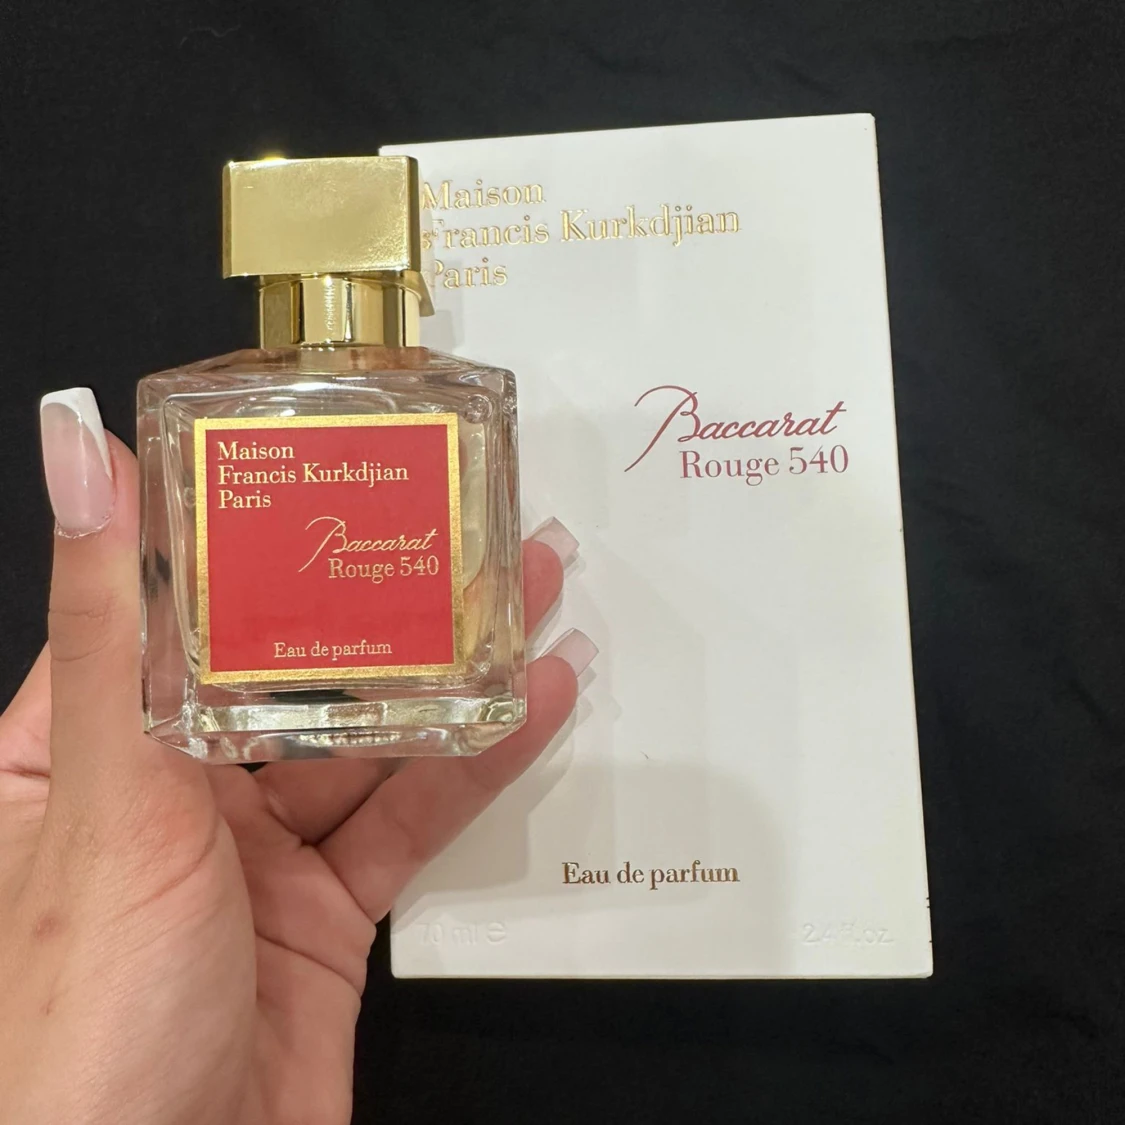 Maison
Francis Kurkdjian
Paris
Baccarat
Rouge 540
Eau de parfum
Maison
Francis Kurkdjian
Paris
Baccarat
Rouge 540
Eau de parfum
70 ml ℮
2.4 fl.oz.